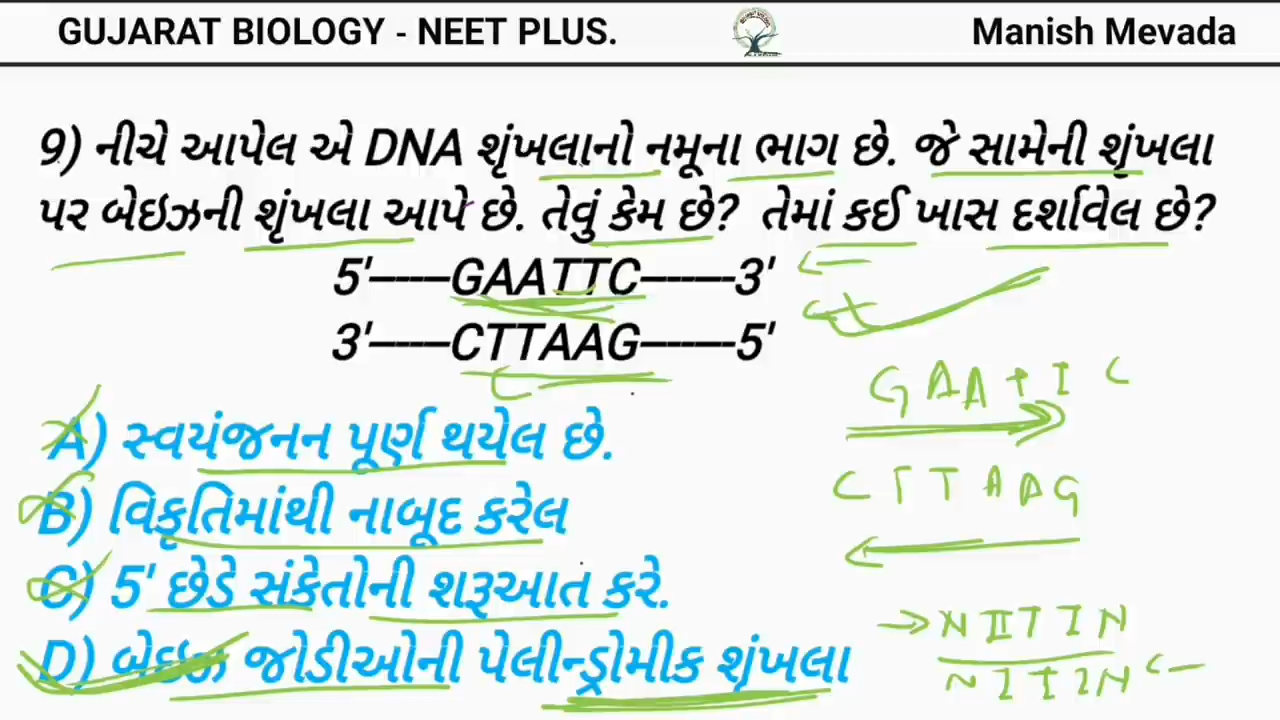 GUJARAT BIOLOGY - NEET PLUS.
Manish Mevada
9) નીચે આપેલ એ DNA શૃંખલાનો નમૂના ભાગ છે. જે સામેની શૃંખલા
પર બેઇઝની શૃંખલા આપે છે. તેવું કેમ છે? તેમાં કઈ ખાસ દર્શાવેલ છે?
5'-----GAATTC-------3'
3'-----CTTAAG-------5'
GAATTC
A) સ્વયંજનન પૂર્ણ થયેલ છે.
CTTAAG
B) વિકૃતિમાંથી નાબૂદ કરેલ
C) 5' છેડે સંકેતોની શરૂઆત કરે.
NITIN
D) બેઇઝ જોડીઓની પેલીન્ડ્રોમીક શૃંખલા
NITIN